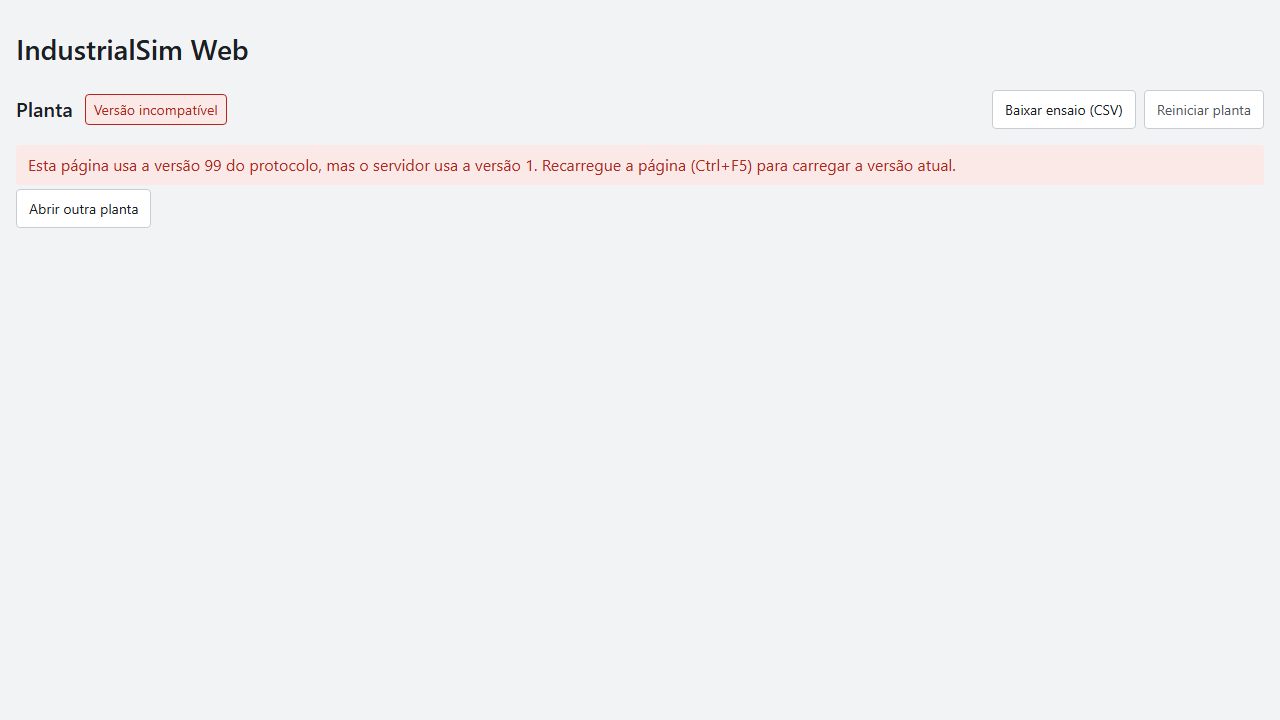 IndustrialSim Web
Planta
Versão incompatível
Baixar ensaio (CSV)
Reiniciar planta
Esta página usa a versão 99 do protocolo, mas o servidor usa a versão 1. Recarregue a página (Ctrl+F5) para carregar a versão atual.
Abrir outra planta